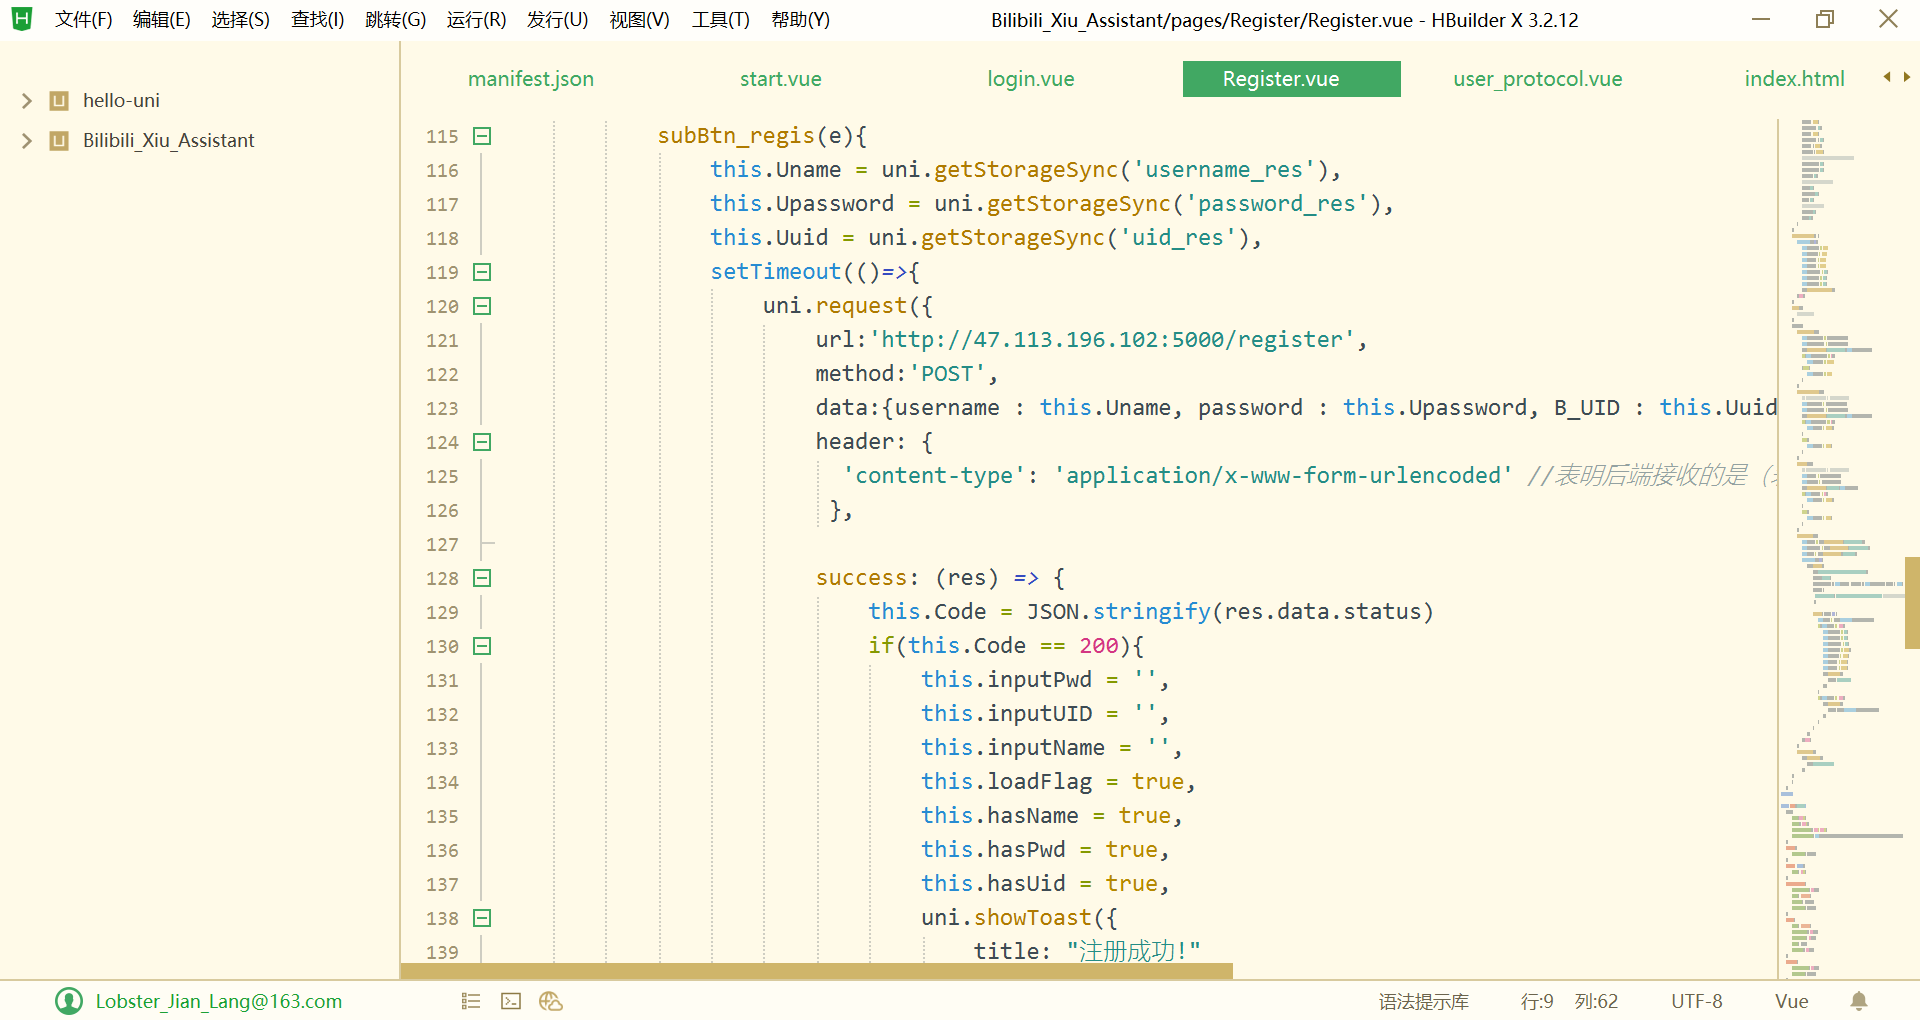 文件(F) 编辑(E) 选择(S) 查找(I) 跳转(G) 运行(R) 发行(U) 视图(V) 工具(T) 帮助(Y) Bilibili_Xiu_Assistant/pages/Register/Register.vue - HBuilder X 3.2.12
manifest.json start.vue login.vue Register.vue user_protocol.vue index.html
hello-uni
Bilibili_Xiu_Assistant
115 subBtn_regis(e){
116 this.Uname = uni.getStorageSync('username_res'),
117 this.Upassword = uni.getStorageSync('password_res'),
118 this.Uuid = uni.getStorageSync('uid_res'),
119 setTimeout(()=>{
120 uni.request({
121 url:'http://47.113.196.102:5000/register',
122 method:'POST',
123 data:{username : this.Uname, password : this.Upassword, B_UID : this.Uuid
124 header: {
125 'content-type': 'application/x-www-form-urlencoded' //表明后端接收的是（
126 },
127
128 success: (res) => {
129 this.Code = JSON.stringify(res.data.status)
130 if(this.Code == 200){
131 this.inputPwd = '',
132 this.inputUID = '',
133 this.inputName = '',
134 this.loadFlag = true,
135 this.hasName = true,
136 this.hasPwd = true,
137 this.hasUid = true,
138 uni.showToast({
139 title: "注册成功!"
Lobster_Jian_Lang@163.com 语法提示库 行:9 列:62 UTF-8 Vue